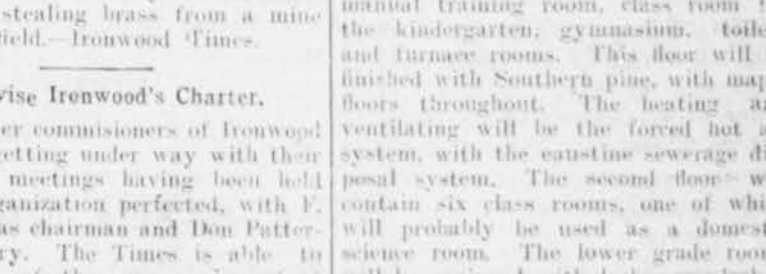 stealing brass from a mine
field.—Ironwood Times.
vise Ironwood's Charter.
er commisioners of Ironwood
getting under way with their
meetings having been held
ganization perfected, with F.
as chairman and Don Patter-
ry. The Times is able to
manual training room, class room
the kindergarten, gymnasium, toile
and furnace rooms. This floor will
finished with Southern pine, with map
floors throughout. The heating a
ventilating will be the forced hot a
system, with the caustine sewerage di
posal system. The second floor w
contain six class rooms, one of whi
will probably be used as a domest
science room. The lower grade room